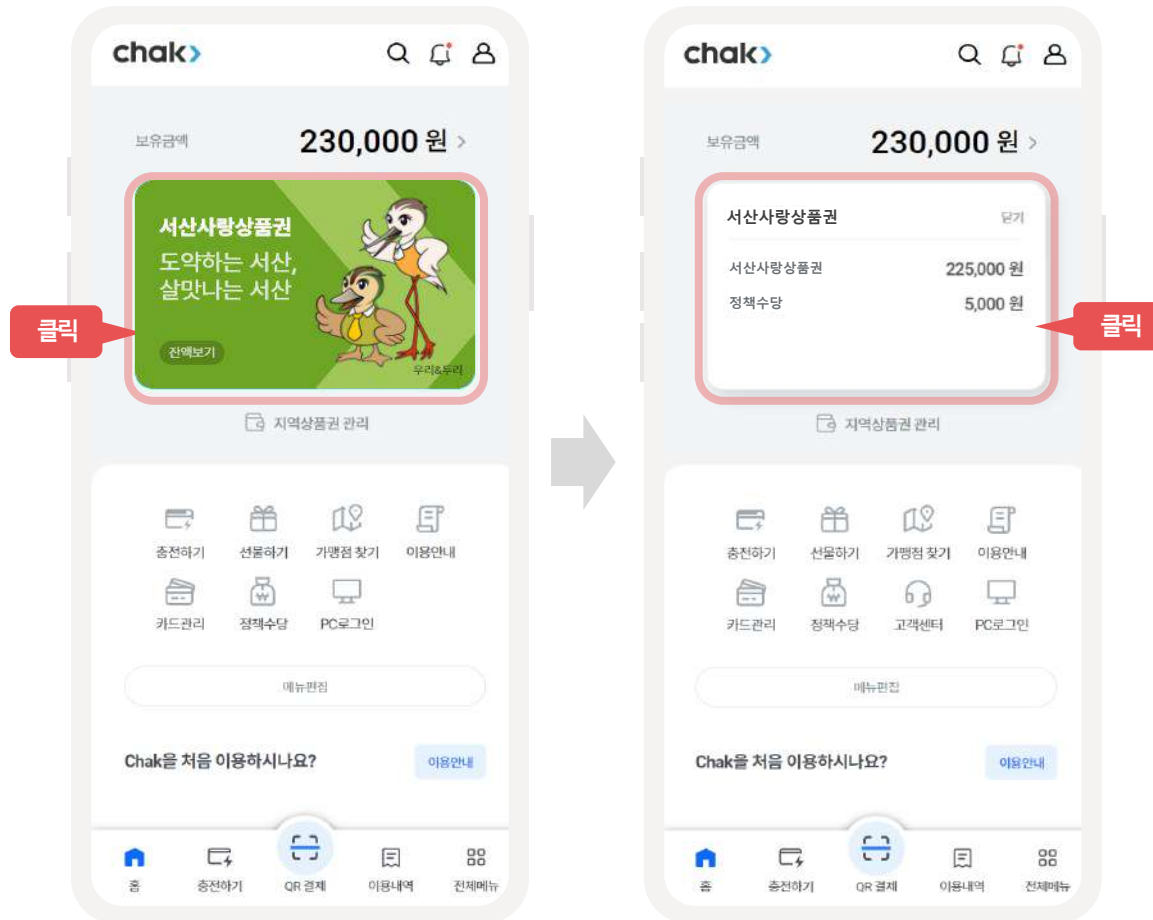 chak
보유금액 230,000 원
서산사랑상품권
도약하는 서산,
살맛나는 서산
잔액보기
우리&두리
클릭
지역상품권 관리
충전하기 선물하기 가맹점 찾기 이용안내
카드관리 정책수당 PC로그인
메뉴편집
Chak을 처음 이용하시나요? 이용안내
홈 충전하기 QR 결제 이용내역 전체메뉴
chak
보유금액 230,000 원
서산사랑상품권 닫기
서산사랑상품권 225,000 원
정책수당 5,000 원
클릭
지역상품권 관리
충전하기 선물하기 가맹점 찾기 이용안내
카드관리 정책수당 고객센터 PC로그인
메뉴편집
Chak을 처음 이용하시나요? 이용안내
홈 충전하기 QR 결제 이용내역 전체메뉴